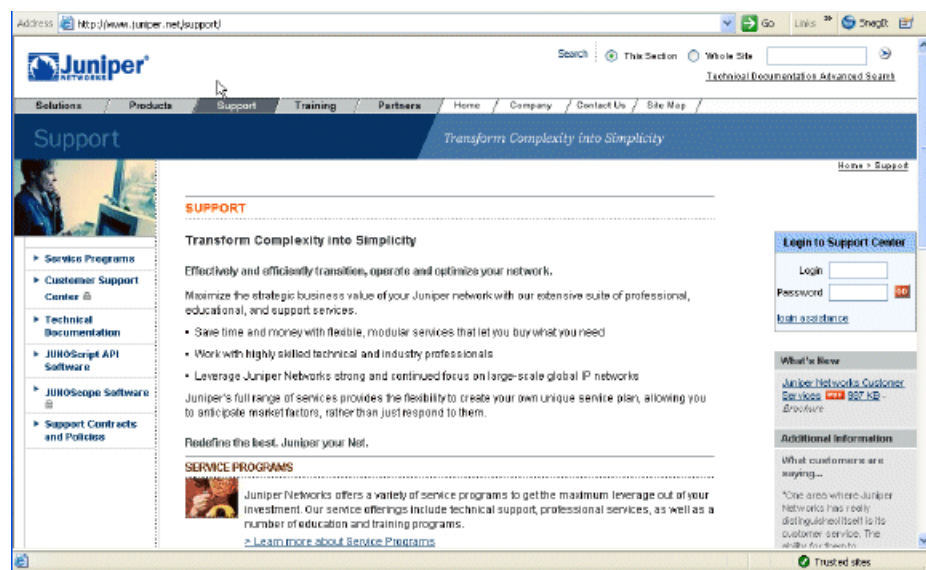 Address http://www.juniper.net/support/ Go Links » SnagIt
Juniper
NETWORKS
Search This Section Whole Site
Technical Documentation Advanced Search
Solutions Products Support Training Partners Home Company Contact Us Site Map
Support
Transform Complexity into Simplicity
Home > Support
SUPPORT
Transform Complexity into Simplicity
Effectively and efficiently transition, operate and optimize your network.
Maximize the strategic business value of your Juniper network with our extensive suite of professional,
educational, and support services.
• Save time and money with flexible, modular services that let you buy what you need
• Work with highly skilled technical and industry professionals
• Leverage Juniper Networks strong and continued focus on large-scale global IP networks
Juniper's full range of services provides the flexibility to create your own unique service plan, allowing you
to anticipate market factors, rather than just respond to them.
Redefine the best. Juniper your Net.
SERVICE PROGRAMS
Juniper Networks offers a variety of service programs to get the maximum leverage out of your
investment. Our service offerings include technical support, professional services, as well as a
number of education and training programs.
> Learn more about Service Programs
Service Programs
Customer Support
Center
Technical
Documentation
JUNOScript API
Software
JUNOScope Software
Support Contracts
and Policies
Login to Support Center
Login
Password GO
login assistance
What's New
Juniper Networks Customer
Services PDF 987 KB -
Brochure
Additional Information
What customers are
saying...
"One area where Juniper
Networks has really
distinguished itself is its
customer service. The
ability for them to
Trusted sites